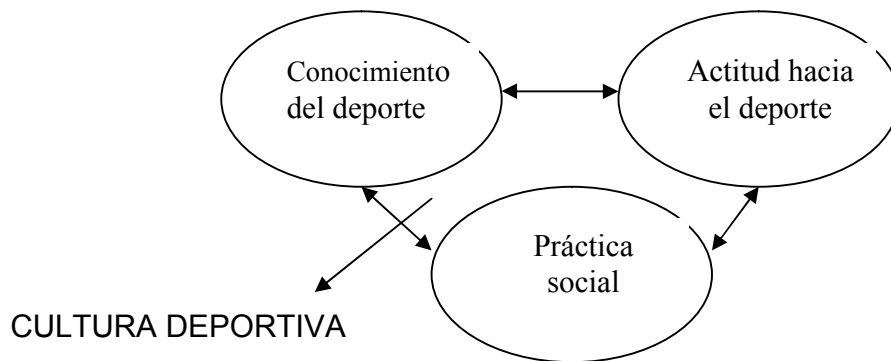 Conocimiento
del deporte
Actitud hacia
el deporte
Práctica
social
CULTURA DEPORTIVA